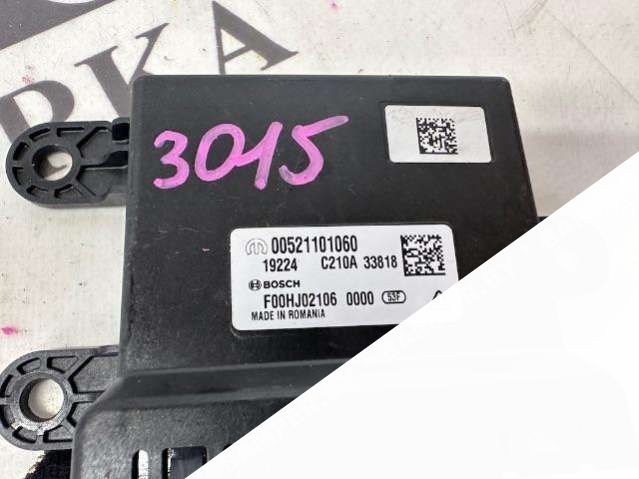 RKA
3015
00521101060
19224 C210A 33818
BOSCH
F00HJ02106 0000 53F
MADE IN ROMANIA